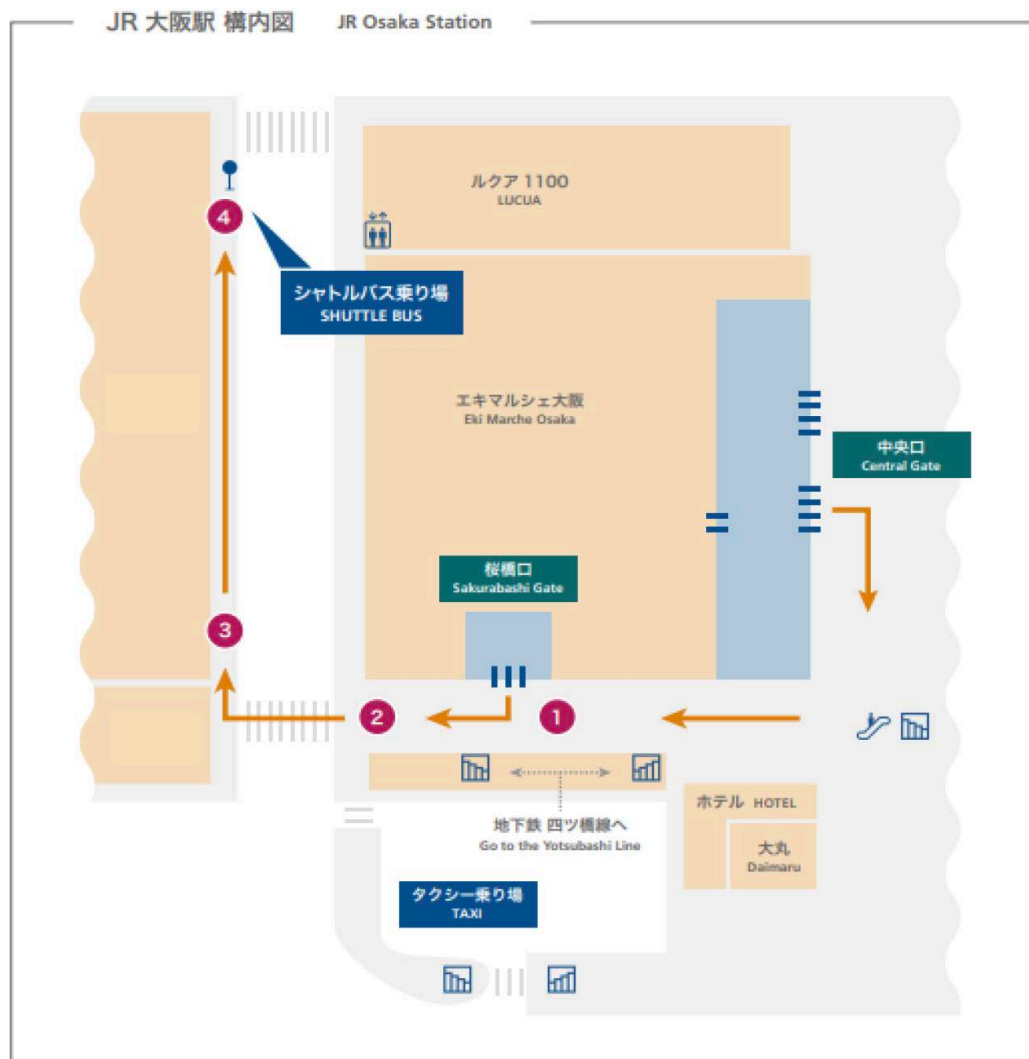 JR 大阪駅 構内図 JR Osaka Station
ルクア 1100
LUCUA
4
シャトルバス乗り場
SHUTTLE BUS
エキマルシェ大阪
Eki Marche Osaka
中央口
Central Gate
桜橋口
Sakurabashi Gate
3
2
1
地下鉄 四ツ橋線へ
Go to the Yotsubashi Line
ホテル HOTEL
大丸
Daimaru
タクシー乗り場
TAXI